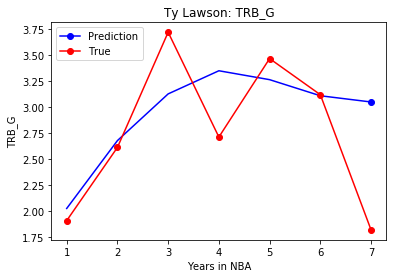 Ty Lawson: TRB_G
Prediction
True
3.75
3.50
3.25
3.00
2.75
2.50
2.25
2.00
1.75
TRB_G
1 2 3 4 5 6 7
Years in NBA